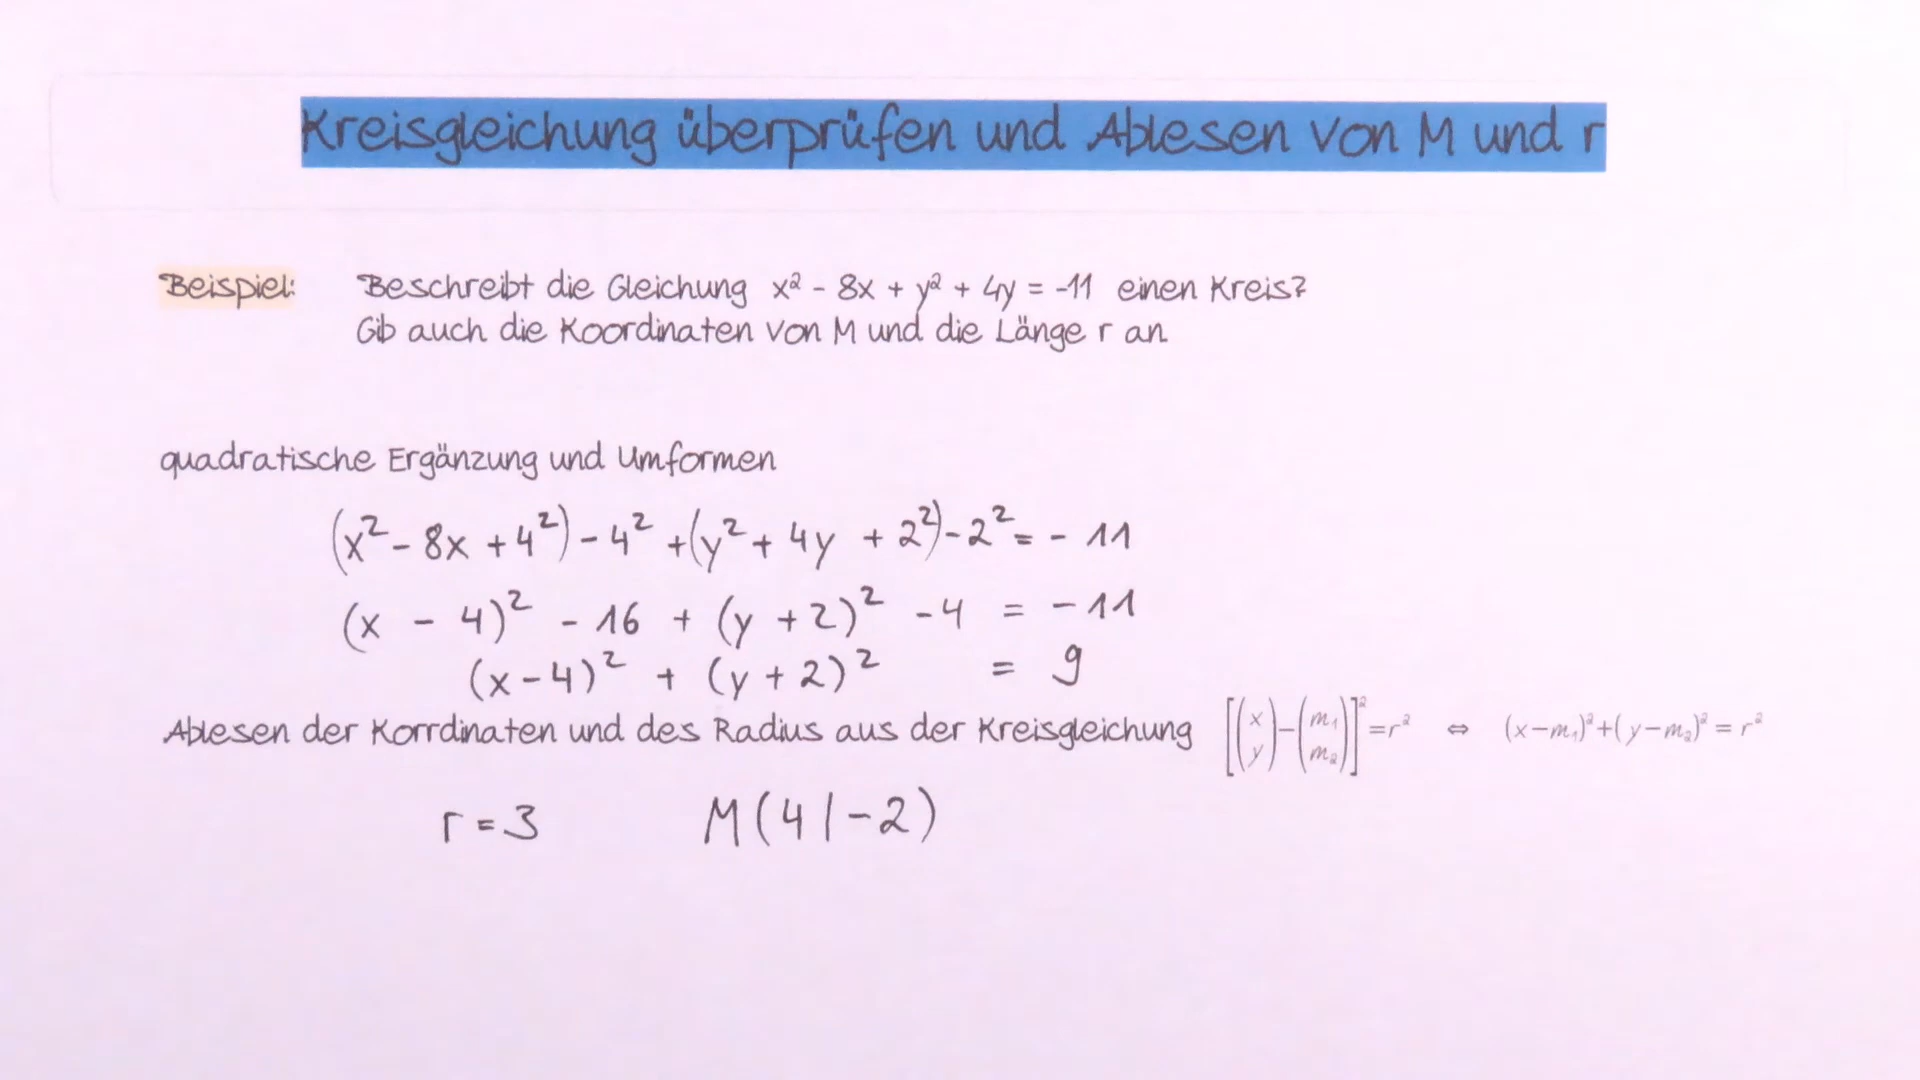 Kreisgleichung überprüfen und Ablesen von M und r
Beispiel: Beschreibt die Gleichung x² - 8x + y² + 4y = -11 einen Kreis?
Gib auch die Koordinaten von M und die Länge r an
quadratische Ergänzung und Umformen
(x² - 8x + 4²) - 4² + (y² + 4y + 2²) - 2² = - 11
(x - 4)² - 16 + (y + 2)² - 4 = - 11
(x - 4)² + (y + 2)² = 9
Ablesen der Korrdinaten und des Radius aus der Kreisgleichung [(x y) - (m₁ m₂)]² = r² ⇔ (x - m₁)² + (y - m₂)² = r²
r = 3 M(4 | -2)